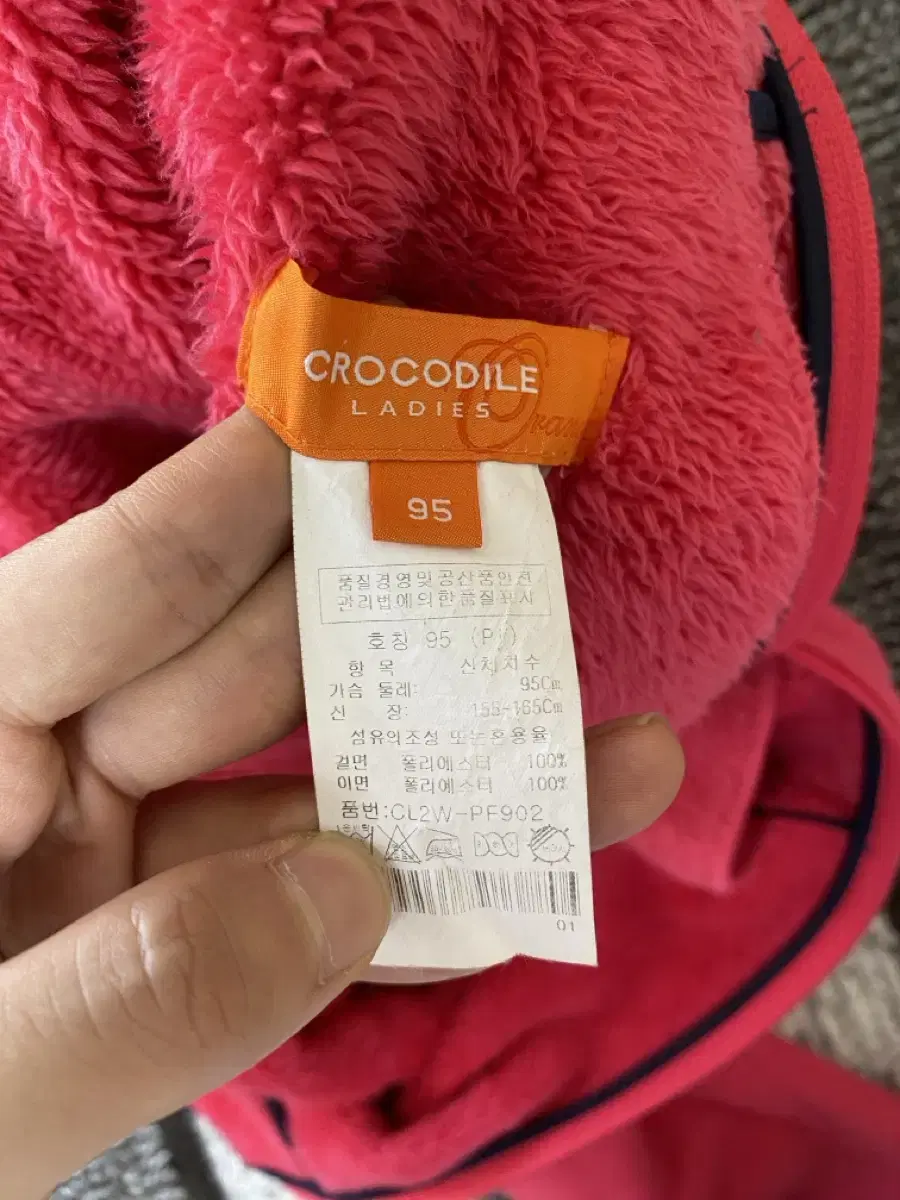 CROCODILE
LADIES
95
품질경영및공산품안전
관리법에의한품질표시
호칭 95
항 목 신체치수
가슴 둘레: 95Cm
신 장: 155~165Cm
섬유의조성 또는혼용율
겉면 폴리에스터 100%
이면 폴리에스터 100%
품번:CL2W-PF902
01